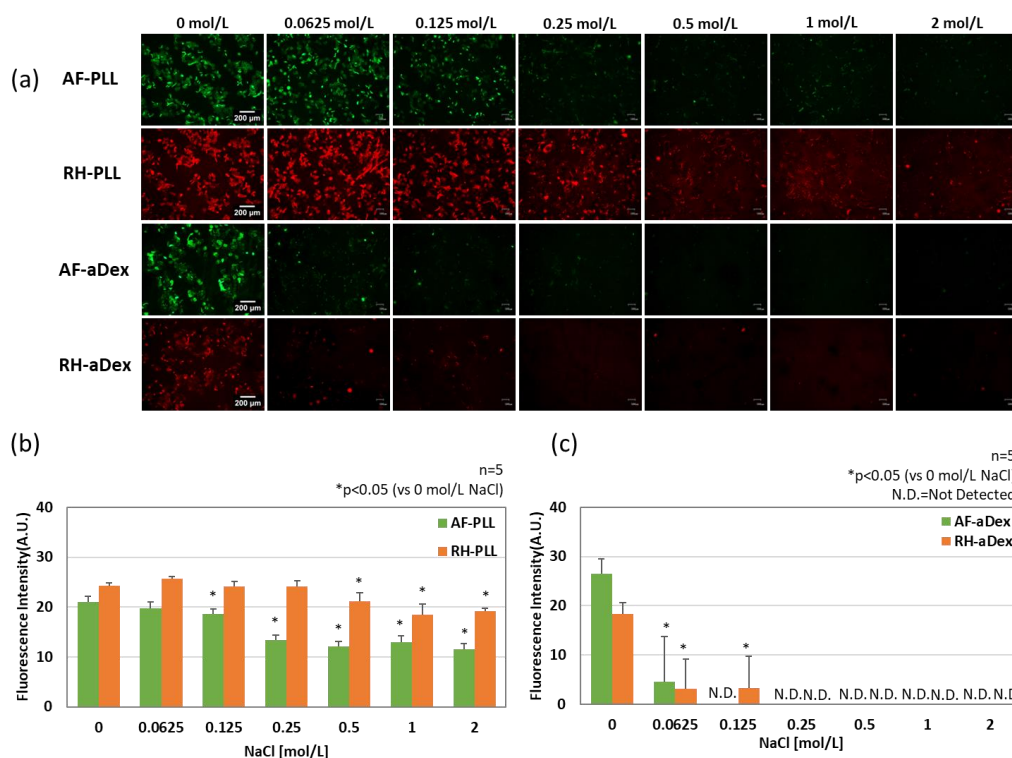 0 mol/L 0.0625 mol/L 0.125 mol/L 0.25 mol/L 0.5 mol/L 1 mol/L 2 mol/L
(a)
AF-PLL
200 μm
RH-PLL
200 μm
AF-aDex
200 μm
RH-aDex
200 μm
(b)
n=5
*p<0.05 (vs 0 mol/L NaCl)
Fluorescence Intensity(A.U.)
40
30
20
10
0
AF-PLL
RH-PLL
* * * * * * * *
0 0.0625 0.125 0.25 0.5 1 2
NaCl [mol/L]
(c)
n=5
*p<0.05 (vs 0 mol/L NaCl)
N.D.=Not Detected
Fluorescence Intensity(A.U.)
40
30
20
10
0
AF-aDex
RH-aDex
* * *
N.D. N.D. N.D. N.D. N.D. N.D. N.D. N.D. N.D.
0 0.0625 0.125 0.25 0.5 1 2
NaCl [mol/L]